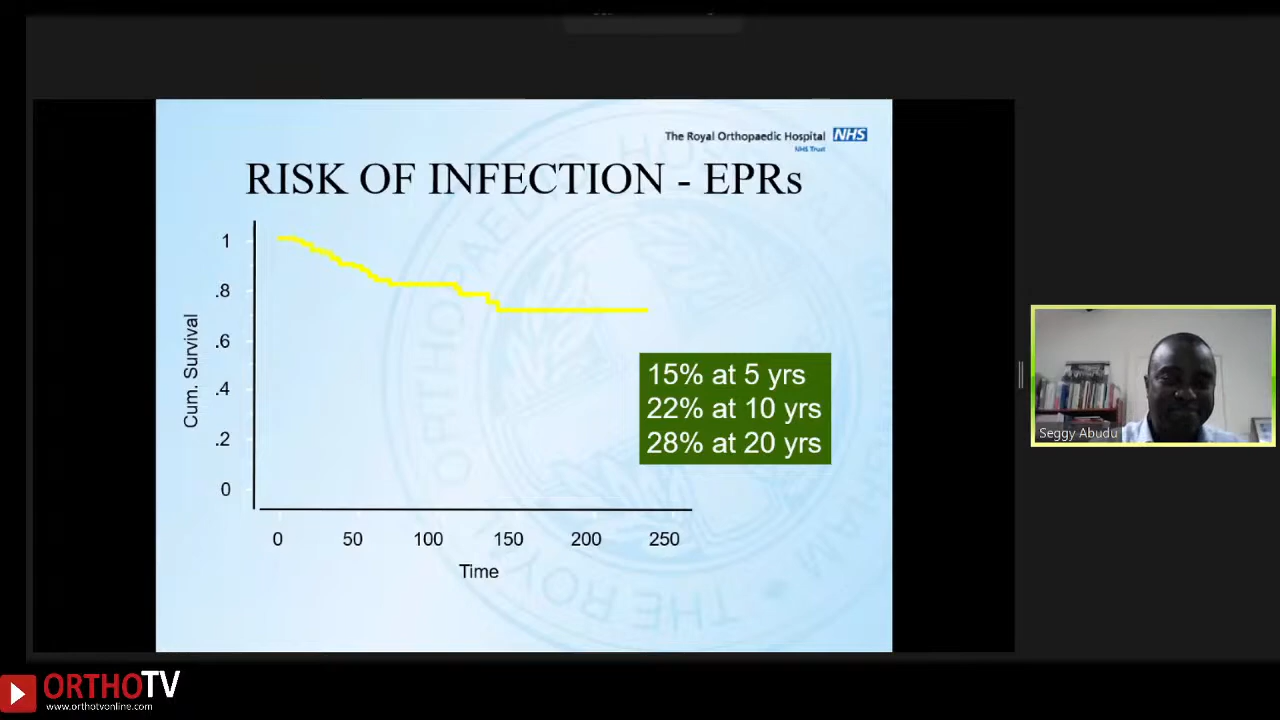 The Royal Orthopaedic Hospital NHS
NHS Trust
RISK OF INFECTION - EPRs
1
.8
.6
.4
.2
0
Cum. Survival
0 50 100 150 200 250
Time
15% at 5 yrs
22% at 10 yrs
28% at 20 yrs
Seggy Abudu
ORTHOTV
www.orthotvonline.com